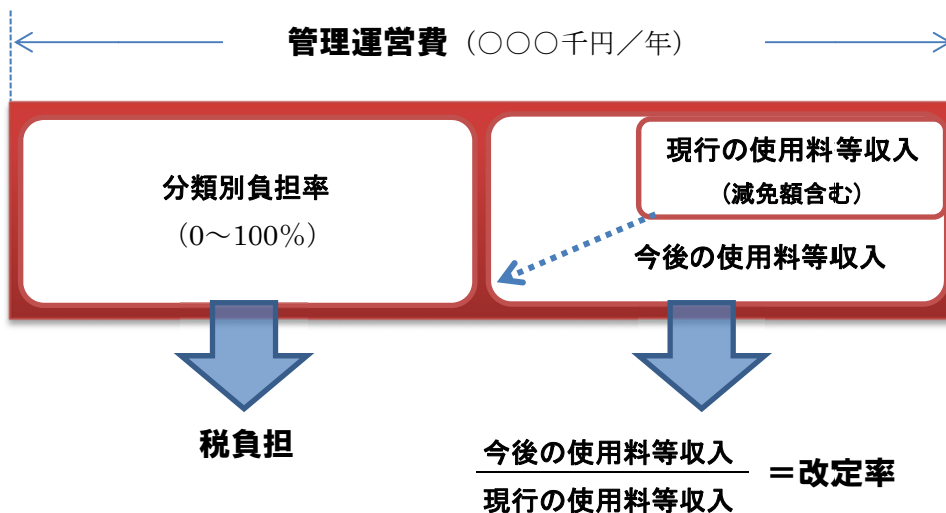 管理運営費（○○○千円／年）
分類別負担率
（0～100％）
現行の使用料等収入
（減免額含む）
今後の使用料等収入
税負担
今後の使用料等収入
現行の使用料等収入
＝改定率